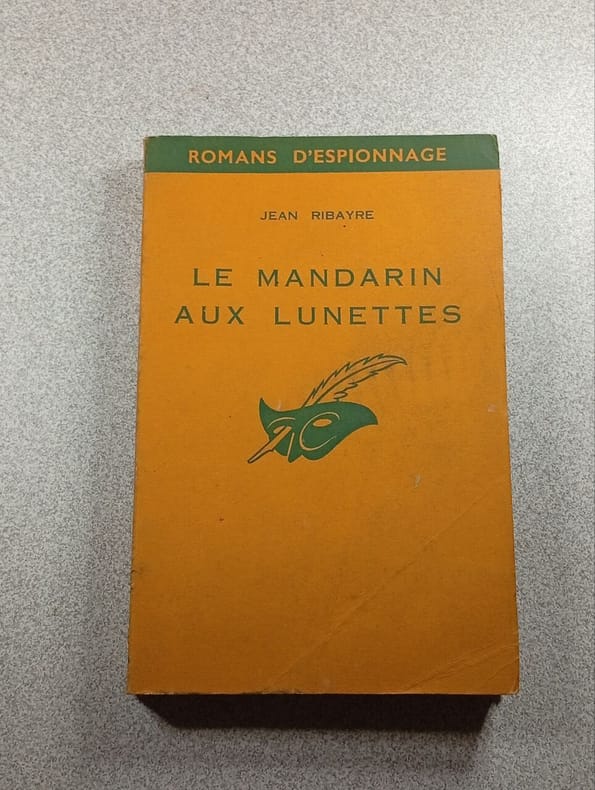 ROMANS D'ESPIONNAGE
JEAN RIBAYRE
LE MANDARIN
AUX LUNETTES